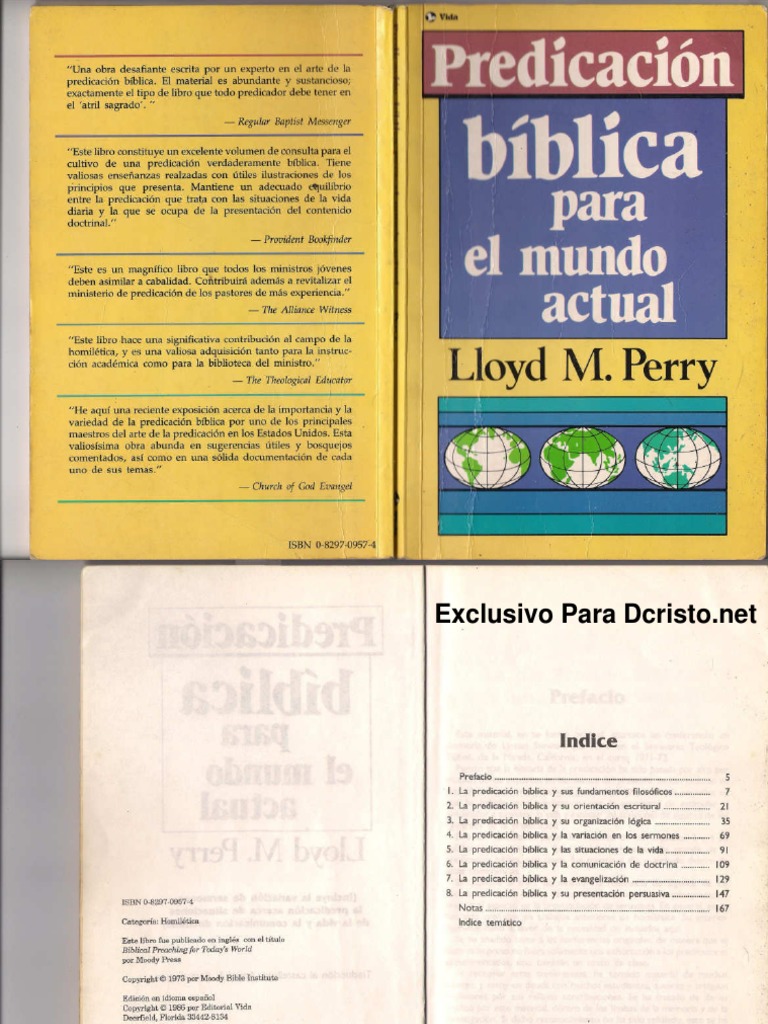 "Una obra desafiante escrita por un experto en el arte de la
predicación bíblica. El material es abundante y sustancioso;
exactamente el tipo de libro que todo predicador debe tener en
el 'atril sagrado'. "
— Regular Baptist Messenger
"Este libro constituye un excelente volumen de consulta para el
cultivo de una predicación verdaderamente bíblica. Tiene
valiosas enseñanzas realzadas con útiles ilustraciones de los
principios que presenta. Mantiene un adecuado equilibrio
entre la predicación que trata con las situaciones de la vida
diaria y la que se ocupa de la presentación del contenido
doctrinal."
— Provident Bookfinder
"Este es un magnífico libro que todos los ministros jóvenes
deben asimilar a cabalidad. Contribuirá además a revitalizar el
ministerio de predicación de los pastores de más experiencia."
— The Alliance Witness
"Este libro hace una significativa contribución al campo de la
homilética, y es una valiosa adquisición tanto para la instruc-
ción académica como para la biblioteca del ministro."
— The Theological Educator
"He aquí una reciente exposición acerca de la importancia y la
variedad de la predicación bíblica por uno de los principales
maestros del arte de la predicación en los Estados Unidos. Esta
valiosísima obra abunda en sugerencias útiles y bosquejos
comentados, así como en una sólida documentación de cada
uno de sus temas."
— Church of God Evangel
ISBN 0-8297-0957-4
Vida
Predicación
bíblica
para
el mundo
actual
Lloyd M. Perry
ISBN 0-8297-0957-4
Categoría: Homilética
Este libro fue publicado en inglés con el título
Biblical Preaching for Today's World
por Moody Press
Copyright © 1973 por Moody Bible Institute
Edición en idioma español
Copyright © 1986 por Editorial Vida
Deerfield, Florida 33442-8134
Exclusivo Para Dcristo.net
Indice
Prefacio ..... 5
1. La predicación bíblica y sus fundamentos filosóficos ..... 7
2. La predicación bíblica y su orientación escritural ..... 21
3. La predicación bíblica y su organización lógica ..... 35
4. La predicación bíblica y la variación en los sermones ..... 69
5. La predicación bíblica y las situaciones de la vida ..... 91
6. La predicación bíblica y la comunicación de doctrina ..... 109
7. La predicación bíblica y la evangelización ..... 129
8. La predicación bíblica y su presentación persuasiva ..... 147
Notas ..... 167
Indice temático